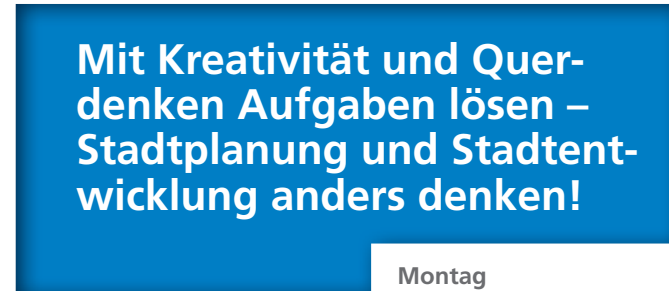 Mit Kreativität und Quer-
denken Aufgaben lösen –
Stadtplanung und Stadtent-
wicklung anders denken!
Montag